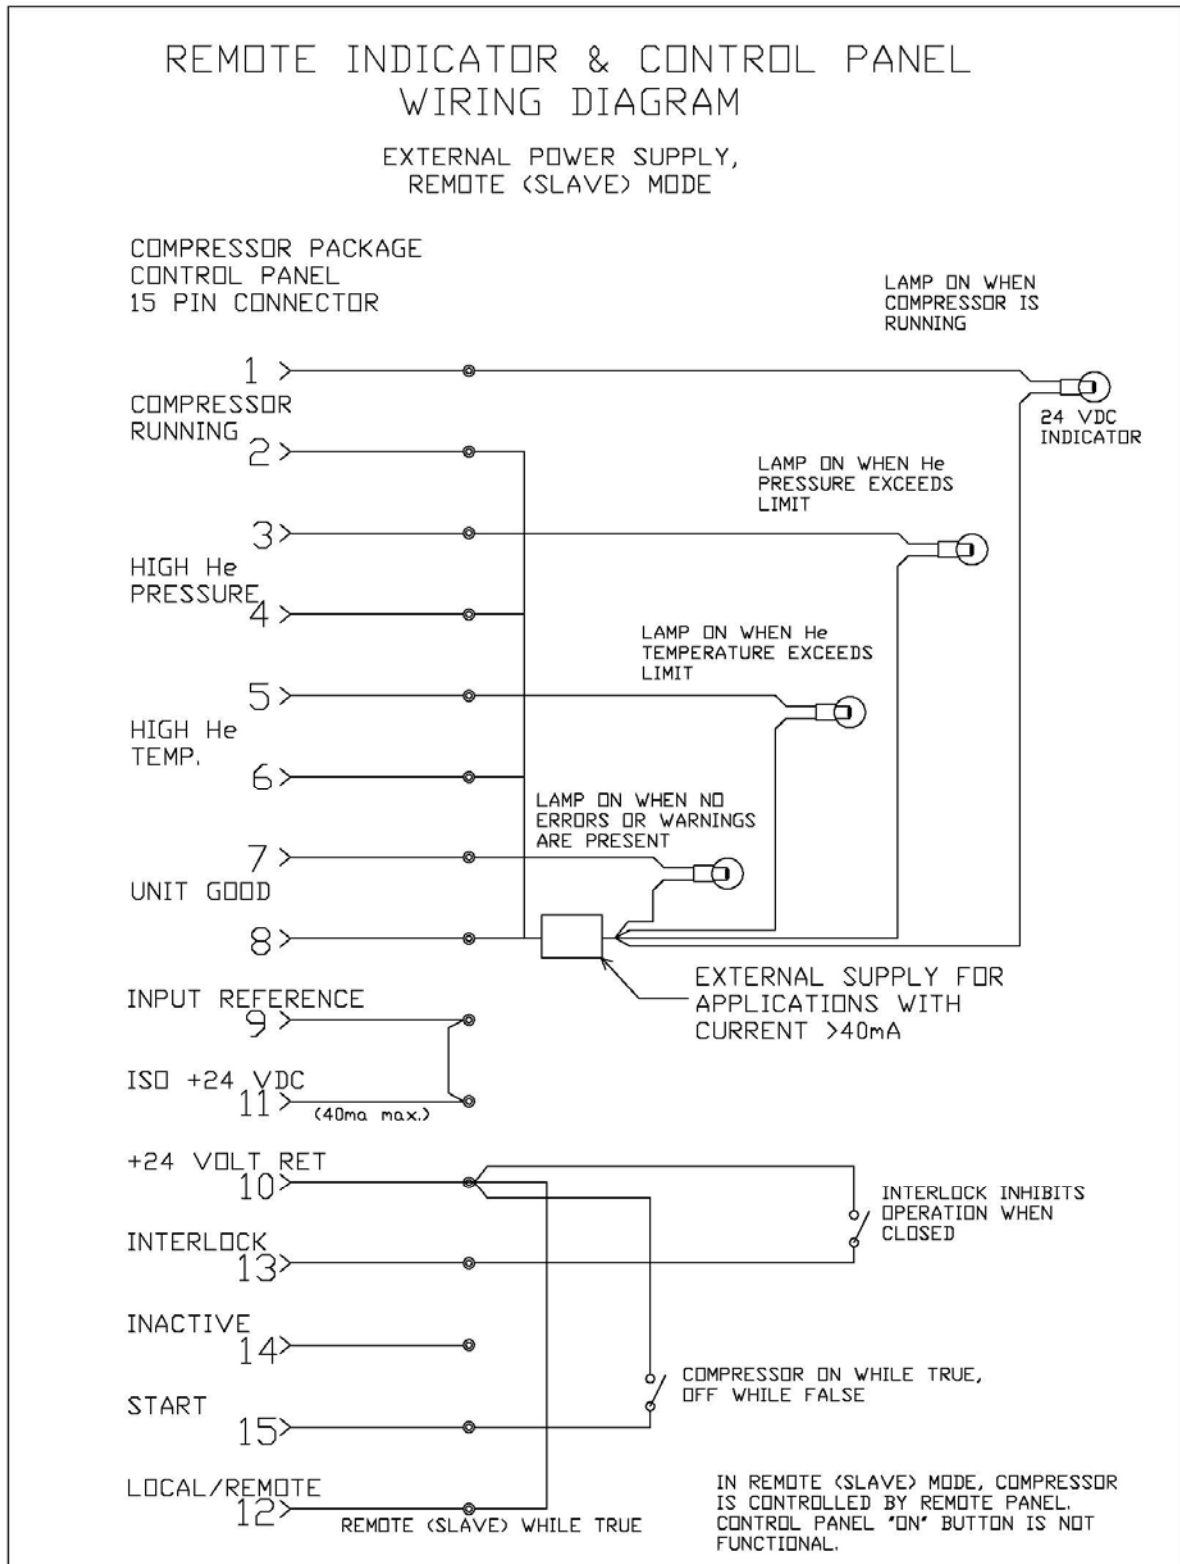 REMOTE INDICATOR & CONTROL PANEL
WIRING DIAGRAM
EXTERNAL POWER SUPPLY,
REMOTE (SLAVE) MODE
COMPRESSOR PACKAGE
CONTROL PANEL
15 PIN CONNECTOR
LAMP ON WHEN
COMPRESSOR IS
RUNNING
1
COMPRESSOR
RUNNING
2
24 VDC
INDICATOR
LAMP ON WHEN He
PRESSURE EXCEEDS
LIMIT
3
HIGH He
PRESSURE
4
LAMP ON WHEN He
TEMPERATURE EXCEEDS
LIMIT
5
HIGH He
TEMP.
6
LAMP ON WHEN NO
ERRORS OR WARNINGS
ARE PRESENT
7
UNIT GOOD
8
EXTERNAL SUPPLY FOR
APPLICATIONS WITH
CURRENT >40mA
INPUT REFERENCE
9
ISO +24 VDC
11
(40ma max.)
+24 VOLT RET
10
INTERLOCK INHIBITS
OPERATION WHEN
CLOSED
INTERLOCK
13
INACTIVE
14
COMPRESSOR ON WHILE TRUE,
OFF WHILE FALSE
START
15
LOCAL/REMOTE
12
REMOTE (SLAVE) WHILE TRUE
IN REMOTE (SLAVE) MODE, COMPRESSOR
IS CONTROLLED BY REMOTE PANEL.
CONTROL PANEL "ON" BUTTON IS NOT
FUNCTIONAL.